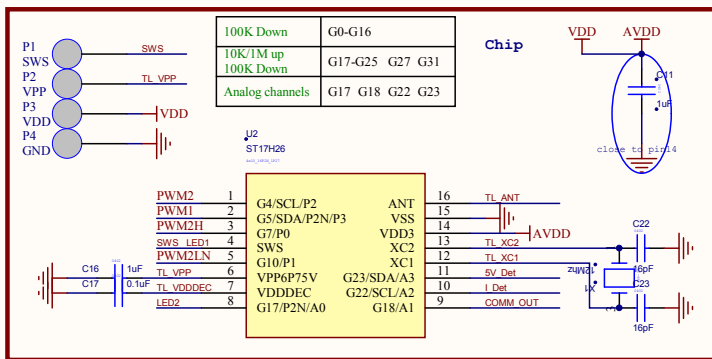 100K Down G0-G16
10K/1M up
100K Down
G17-G25 G27 G31
Analog channels G17 G18 G22 G23
Chip
VDD AVDD
C11
1uF
close to pin14
P1
SWS
SWS
P2
VPP
TL_VPP
P3
VDD
VDD
P4
GND
U2
ST17H26
PWM2 1 G4/SCL/P2 ANT 16 TL_ANT
PWM1 2 G5/SDA/P2N/P3 VSS 15
PWM2H 3 G7/P0 VDD3 14 AVDD
SWS_LED1 4 SWS XC2 13 TL_XC2
PWM2LN 5 G10/P1 XC1 12 TL_XC1
C16 1uF TL_VPP 6 VPP6P75V G23/SDA/A3 11 5V_Det
C17 0.1uF TL_VDDDEC 7 VDDDEC G22/SCL/A2 10 I_Det
LED2 8 G17/P2N/A0 G18/A1 9 COMM_OUT
C22
16pF
12Mhz
X1
C23
16pF